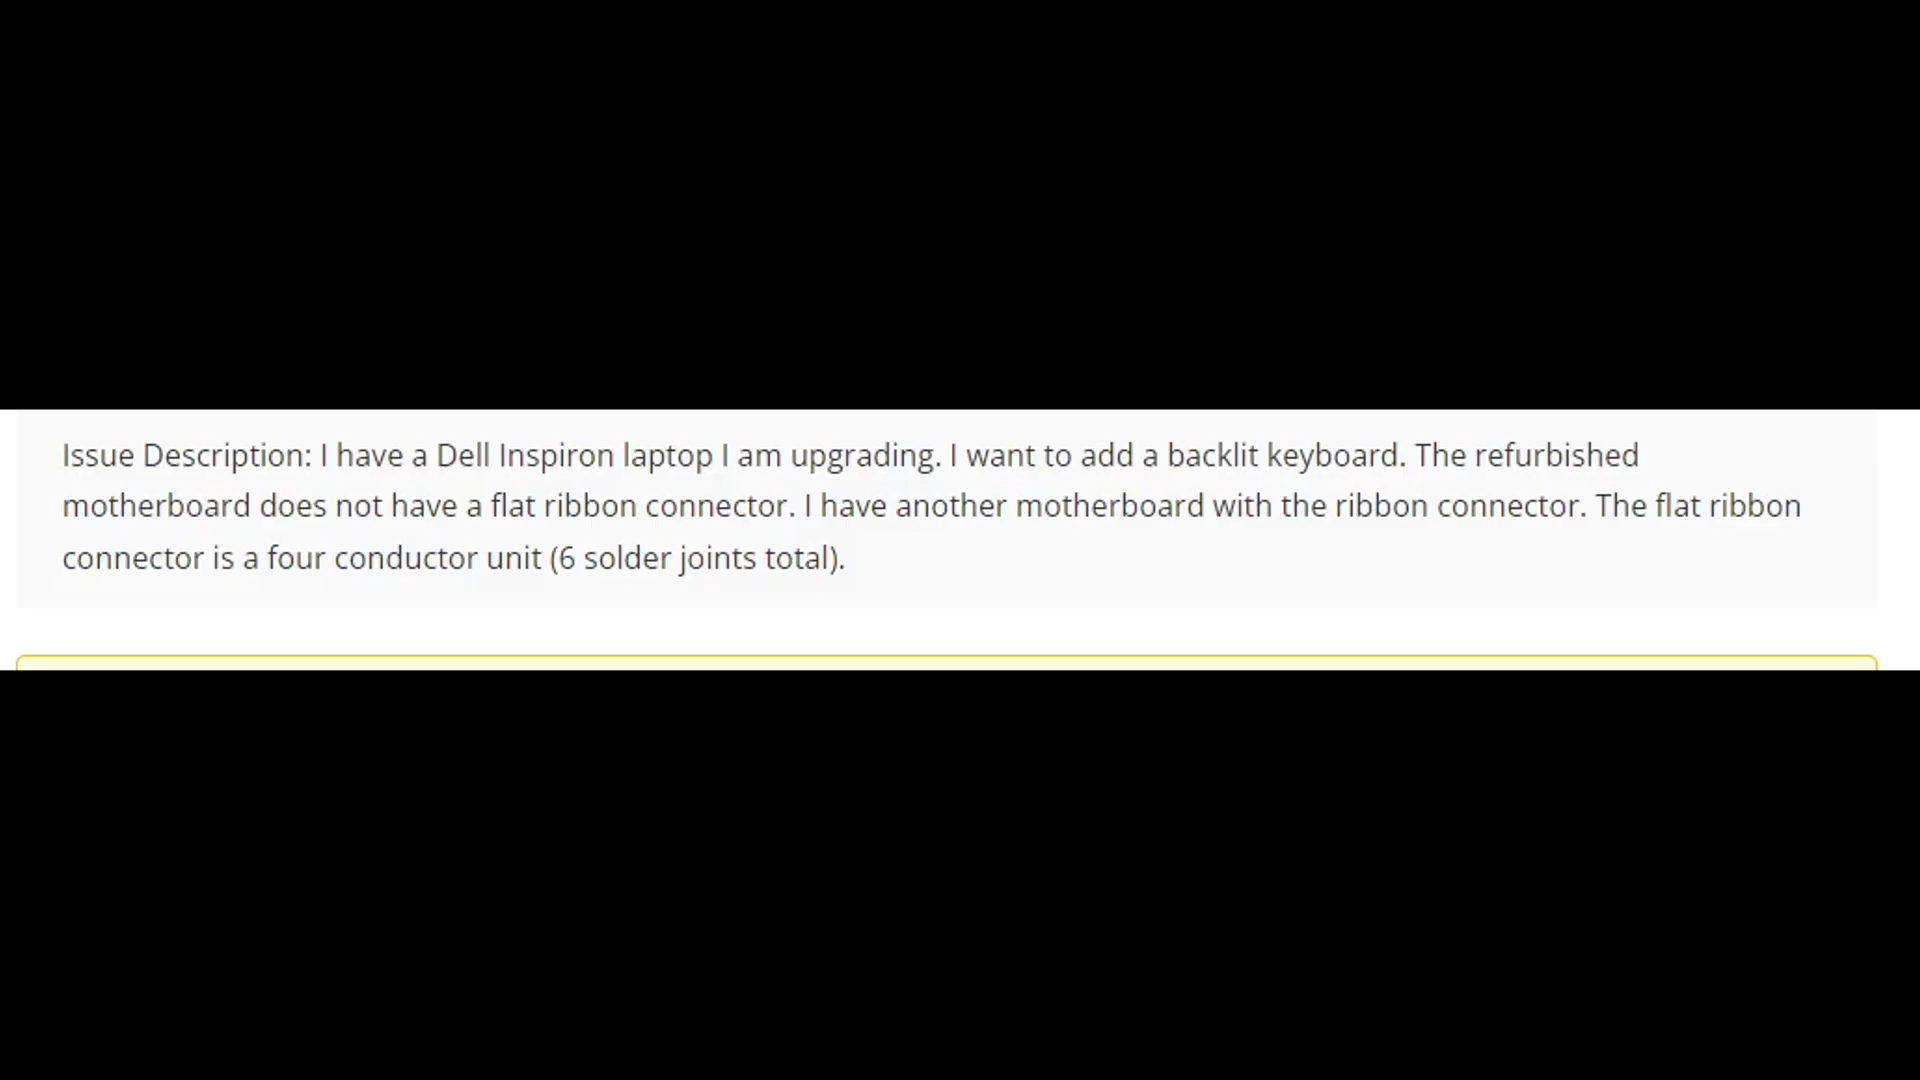 Issue Description: I have a Dell Inspiron laptop I am upgrading. I want to add a backlit keyboard. The refurbished
motherboard does not have a flat ribbon connector. I have another motherboard with the ribbon connector. The flat ribbon
connector is a four conductor unit (6 solder joints total).